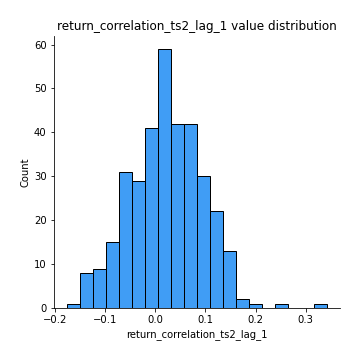 return_correlation_ts2_lag_1 value distribution
60
50
40
30
20
10
0
Count
−0.2 −0.1 0.0 0.1 0.2 0.3
return_correlation_ts2_lag_1